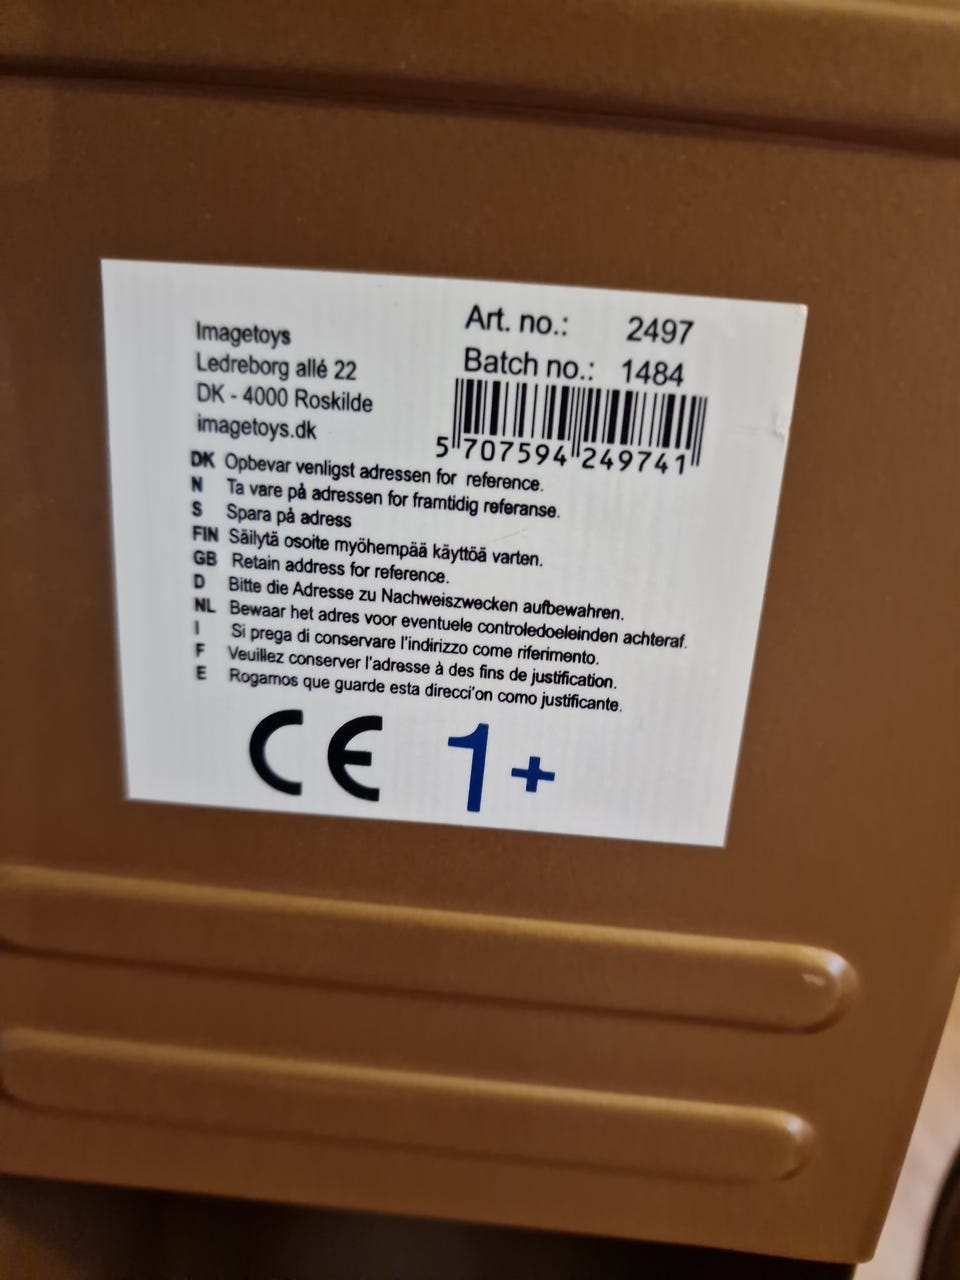 Imagetoys
Ledreborg allé 22
DK - 4000 Roskilde
imagetoys.dk
Art. no.: 2497
Batch no.: 1484
5 707594 249741
DK Opbevar venligst adressen for reference.
N Ta vare på adressen for framtidig referanse.
S Spara på adress
FIN Säilytä osoite myöhempää käyttöä varten.
GB Retain address for reference.
D Bitte die Adresse zu Nachweiszwecken aufbewahren.
NL Bewaar het adres voor eventuele controledoeleinden achteraf.
I Si prega di conservare l'indirizzo come riferimento.
F Veuillez conserver l'adresse à des fins de justification.
E Rogamos que guarde esta direcci'on como justificante.
CE 1+